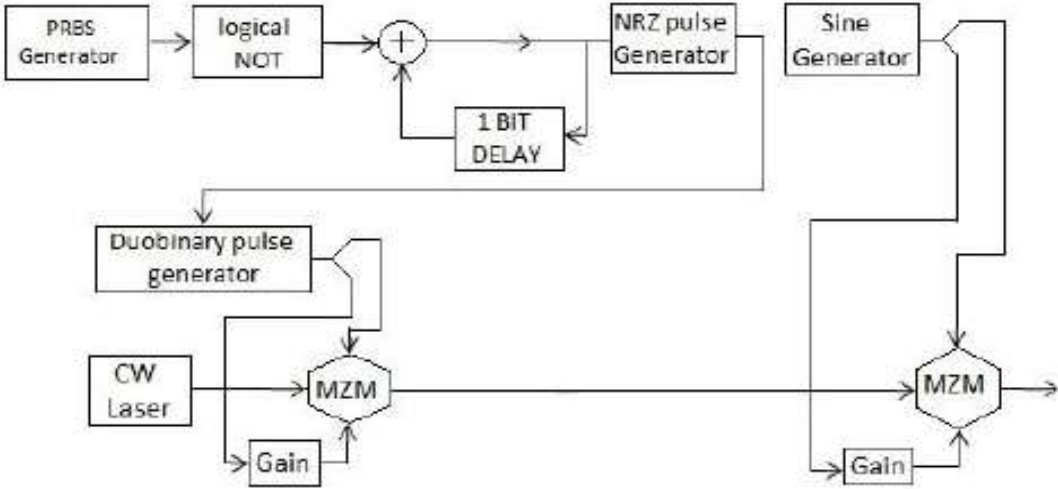 PRBS
Generator
logical
NOT
+
NRZ pulse
Generator
Sine
Generator
1 BIT
DELAY
Duobinary pulse
generator
CW
Laser
MZM
MZM
Gain
Gain